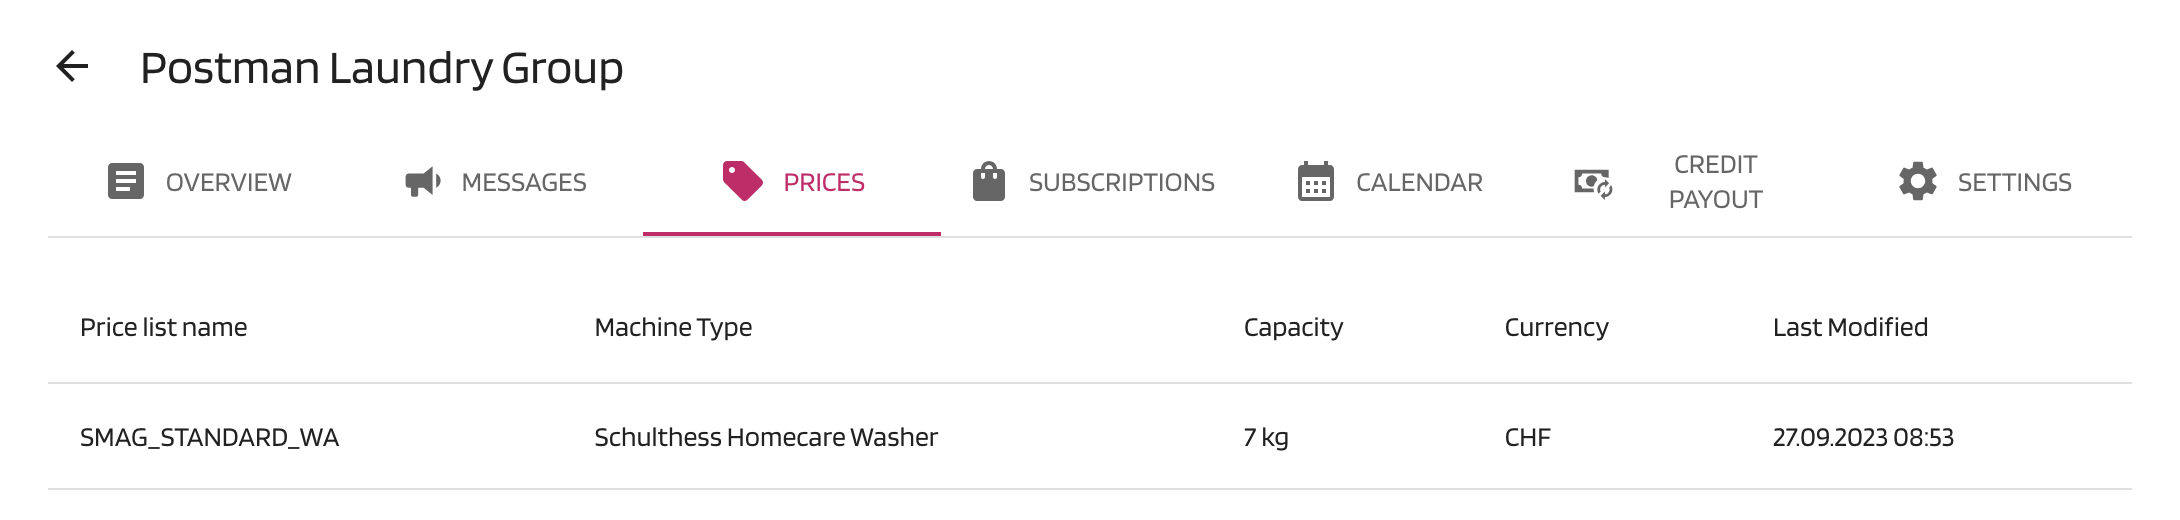 Postman Laundry Group
OVERVIEW MESSAGES PRICES SUBSCRIPTIONS CALENDAR CREDIT PAYOUT SETTINGS
Price list name Machine Type Capacity Currency Last Modified
SMAG_STANDARD_WA Schulthess Homecare Washer 7 kg CHF 27.09.2023 08:53